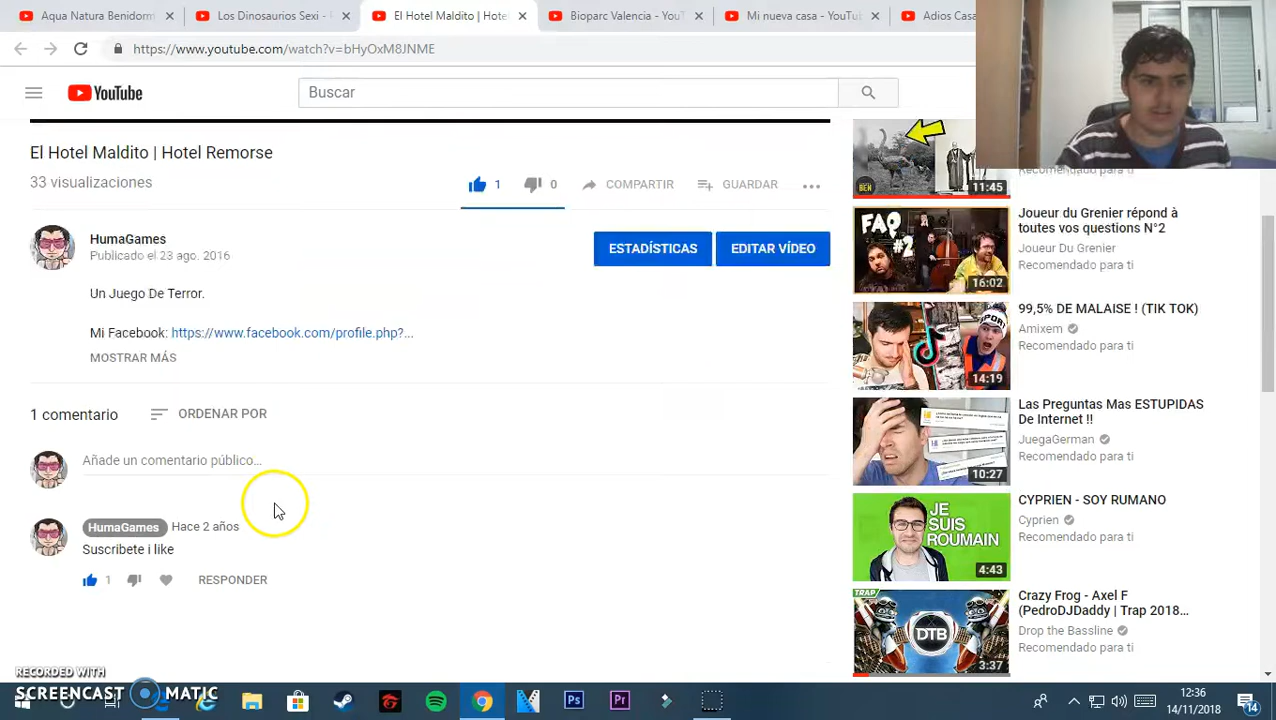 Aqua Natura Benidorm
Los Dinosaurios Sexi -
El Hotel Maldito | Hote
Bioparc Valencia - YouT
Mi nueva casa - YouTub
Adios Casa
https://www.youtube.com/watch?v=bHyOxM8JNME
YouTube
Buscar
El Hotel Maldito | Hotel Remorse
33 visualizaciones
1
0
COMPARTIR
GUARDAR
HumaGames
Publicado el 23 ago. 2016
ESTADÍSTICAS
EDITAR VÍDEO
Un Juego De Terror.
Mi Facebook: https://www.facebook.com/profile.php?...
MOSTRAR MÁS
1 comentario
ORDENAR POR
Añade un comentario público...
HumaGames Hace 2 años
Suscribete i like
1
RESPONDER
BEN
11:45
Recomendado para ti
FAQ
#2
16:02
Joueur du Grenier répond à
toutes vos questions N°2
Joueur Du Grenier
Recomendado para ti
14:19
99,5% DE MALAISE ! (TIK TOK)
Amixem
Recomendado para ti
10:27
Las Preguntas Mas ESTUPIDAS
De Internet !!
JuegaGerman
Recomendado para ti
JE
SUIS
ROUMAIN
4:43
CYPRIEN - SOY RUMANO
Cyprien
Recomendado para ti
TRAP
DTB
3:37
Crazy Frog - Axel F
(PedroDJDaddy | Trap 2018...
Drop the Bassline
Recomendado para ti
RECORDED WITH
SCREENCAST MATIC
Ps
Pr
12:36
14/11/2018
14